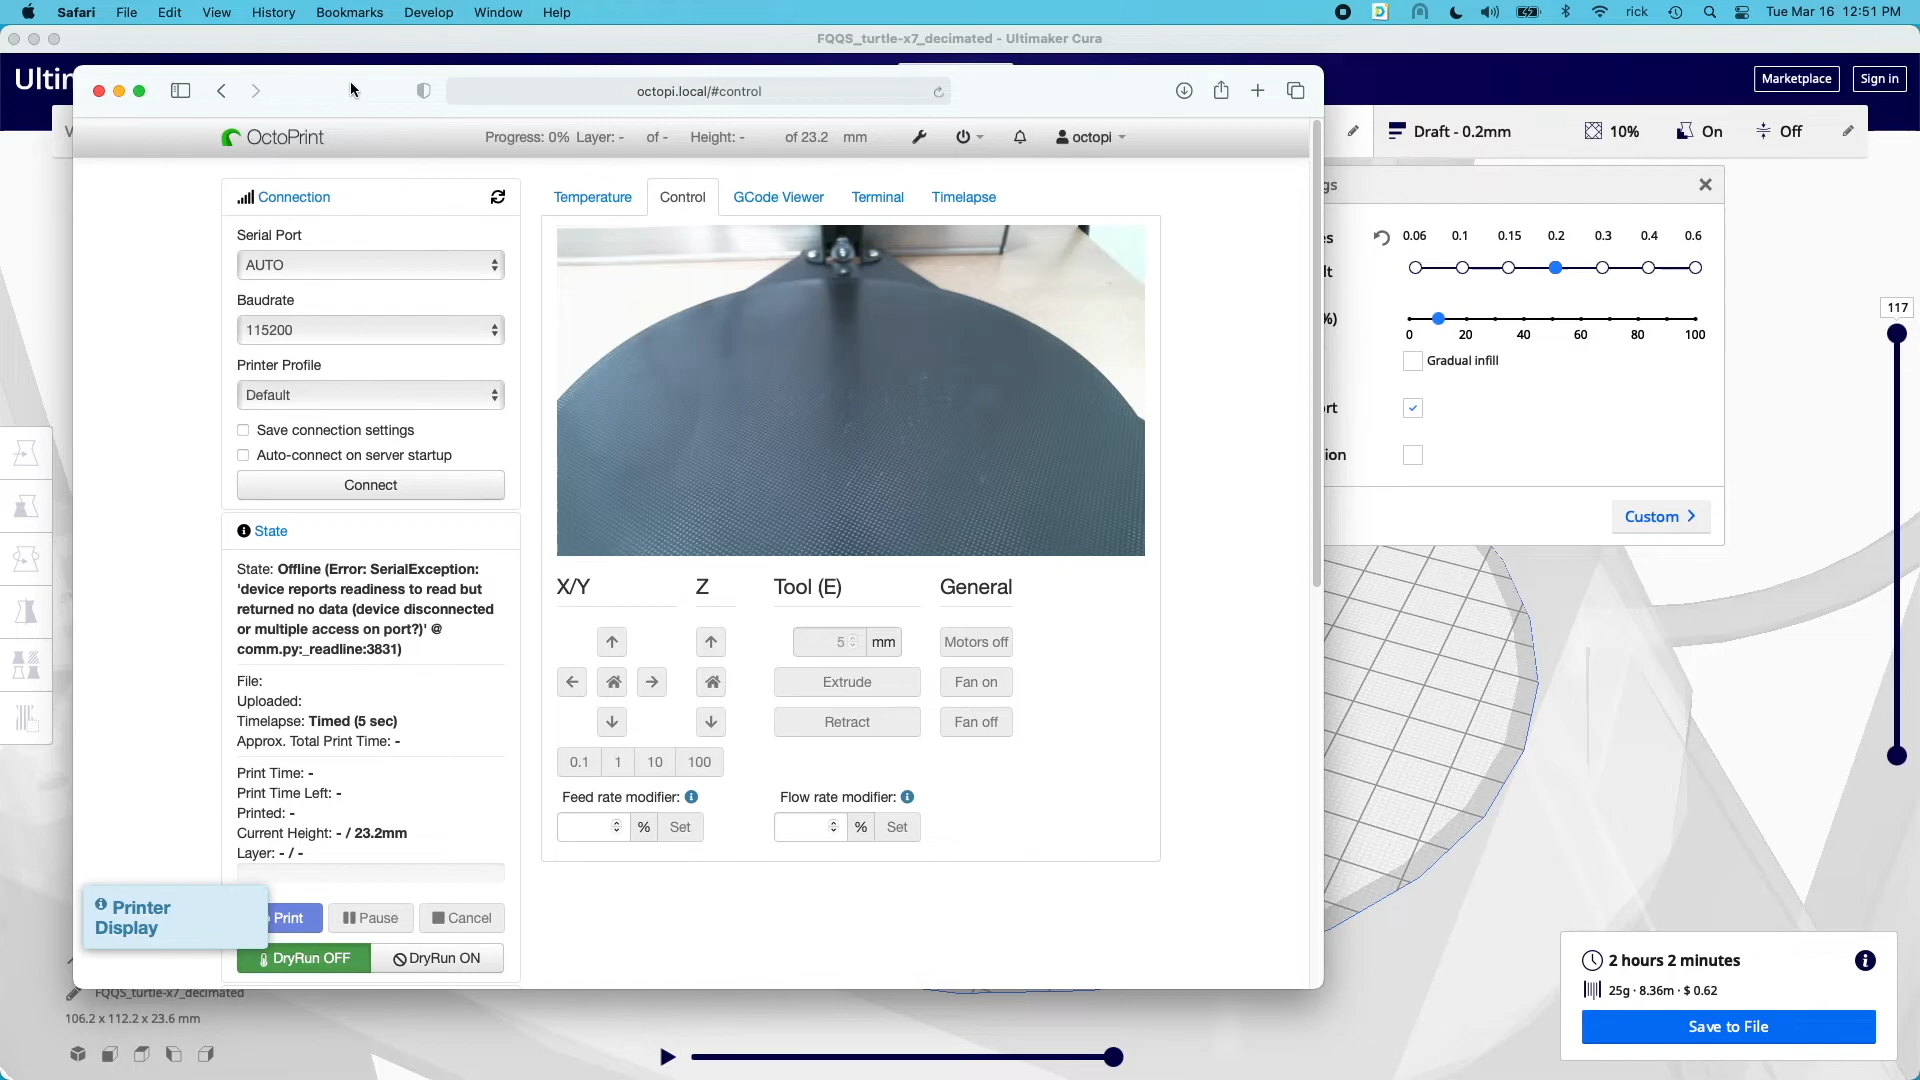 Safari File Edit View History Bookmarks Develop Window Help
rick Tue Mar 16 12:51 PM
FQQS_turtle-x7_decimated - Ultimaker Cura
Marketplace Sign in
octopi.local/#control
OctoPrint
Progress: 0% Layer: - of - Height: - of 23.2 mm
octopi
Draft - 0.2mm 10% On Off
Connection
Serial Port
AUTO
Baudrate
115200
Printer Profile
Default
Save connection settings
Auto-connect on server startup
Connect
State
State: Offline (Error: SerialException:
'device reports readiness to read but
returned no data (device disconnected
or multiple access on port?)' @
comm.py:_readline:3831)
File:
Uploaded:
Timelapse: Timed (5 sec)
Approx. Total Print Time: -
Print Time: -
Print Time Left: -
Printed: -
Current Height: - / 23.2mm
Layer: - / -
Print Pause Cancel
DryRun OFF DryRun ON
Printer
Display
Temperature Control GCode Viewer Terminal Timelapse
X/Y Z Tool (E) General
5 mm Motors off
Extrude Fan on
Retract Fan off
0.1 1 10 100
Feed rate modifier: Flow rate modifier:
% Set % Set
0.06 0.1 0.15 0.2 0.3 0.4 0.6
0 20 40 60 80 100
Gradual infill
Custom
117
FQQS_turtle-x7_decimated
106.2 x 112.2 x 23.6 mm
2 hours 2 minutes
25g · 8.36m · $ 0.62
Save to File